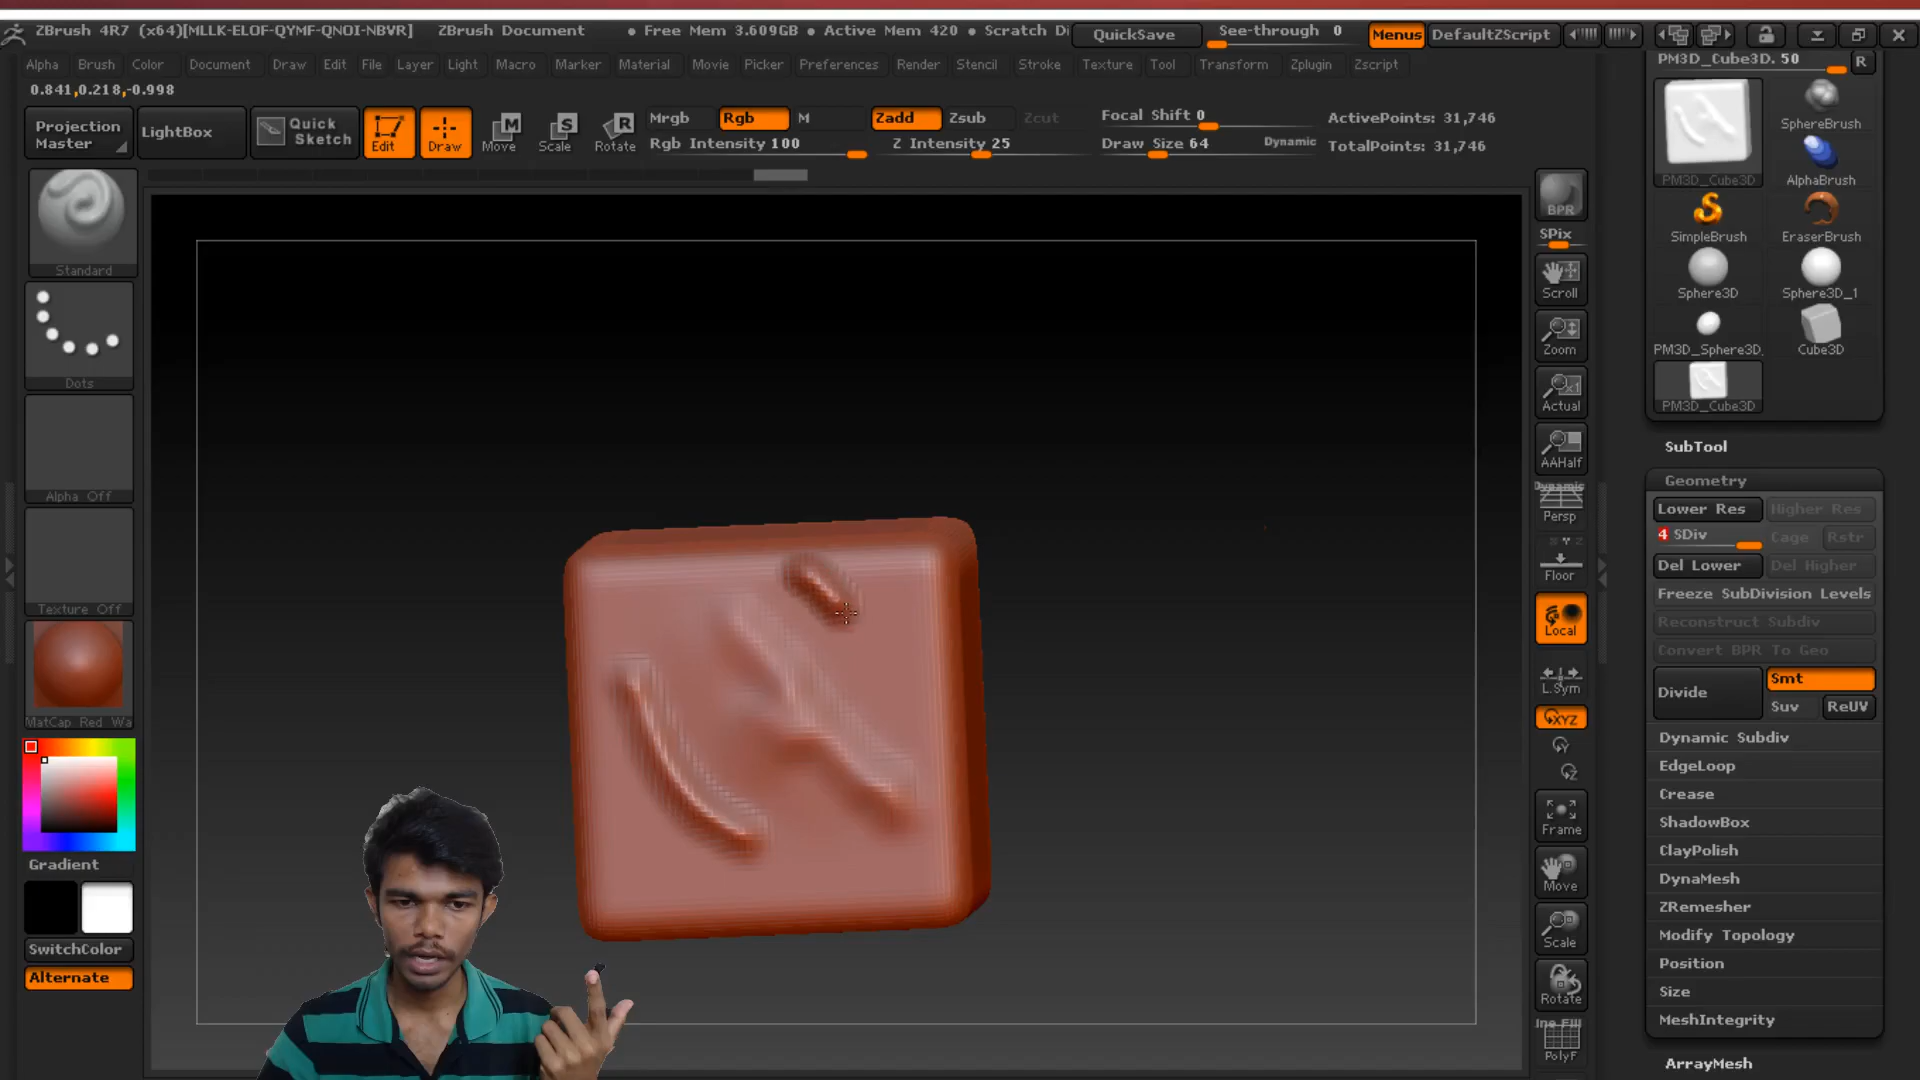 ZBrush 4R7 (x64)[MLLK-ELOF-QYMF-QNOI-NBVR] ZBrush Document • Free Mem 3.609GB • Active Mem 420 • Scratch Di QuickSave See-through 0 Menus DefaultZScript
Alpha Brush Color Document Draw Edit File Layer Light Macro Marker Material Movie Picker Preferences Render Stencil Stroke Texture Tool Transform Zplugin Zscript
0.841,0.218,-0.998
Projection Master
LightBox
Quick Sketch
Edit
Draw
Move
Scale
Rotate
Mrgb Rgb M
Rgb Intensity 100
Zadd Zsub Zcut
Z Intensity 25
Focal Shift 0
Draw Size 64 Dynamic
ActivePoints: 31,746
TotalPoints: 31,746
Standard
Dots
Alpha Off
Texture Off
MatCap Red Wa
Gradient
SwitchColor
Alternate
BPR
SPix
Scroll
Zoom
Actual
AAHalf
Dynamic
Persp
Floor
Local
L.Sym
XYZ
Y
Z
Frame
Move
Scale
Rotate
PolyF
PM3D_Cube3D. 50 R
PM3D_Cube3D
SphereBrush
AlphaBrush
SimpleBrush
EraserBrush
Sphere3D
Sphere3D_1
PM3D_Sphere3D_
Cube3D
PM3D_Cube3D
SubTool
Geometry
Lower Res Higher Res
4 SDiv Cage Rstr
Del Lower Del Higher
Freeze SubDivision Levels
Reconstruct Subdiv
Convert BPR To Geo
Divide Smt
Suv ReUV
Dynamic Subdiv
EdgeLoop
Crease
ShadowBox
ClayPolish
DynaMesh
ZRemesher
Modify Topology
Position
Size
MeshIntegrity
ArrayMesh